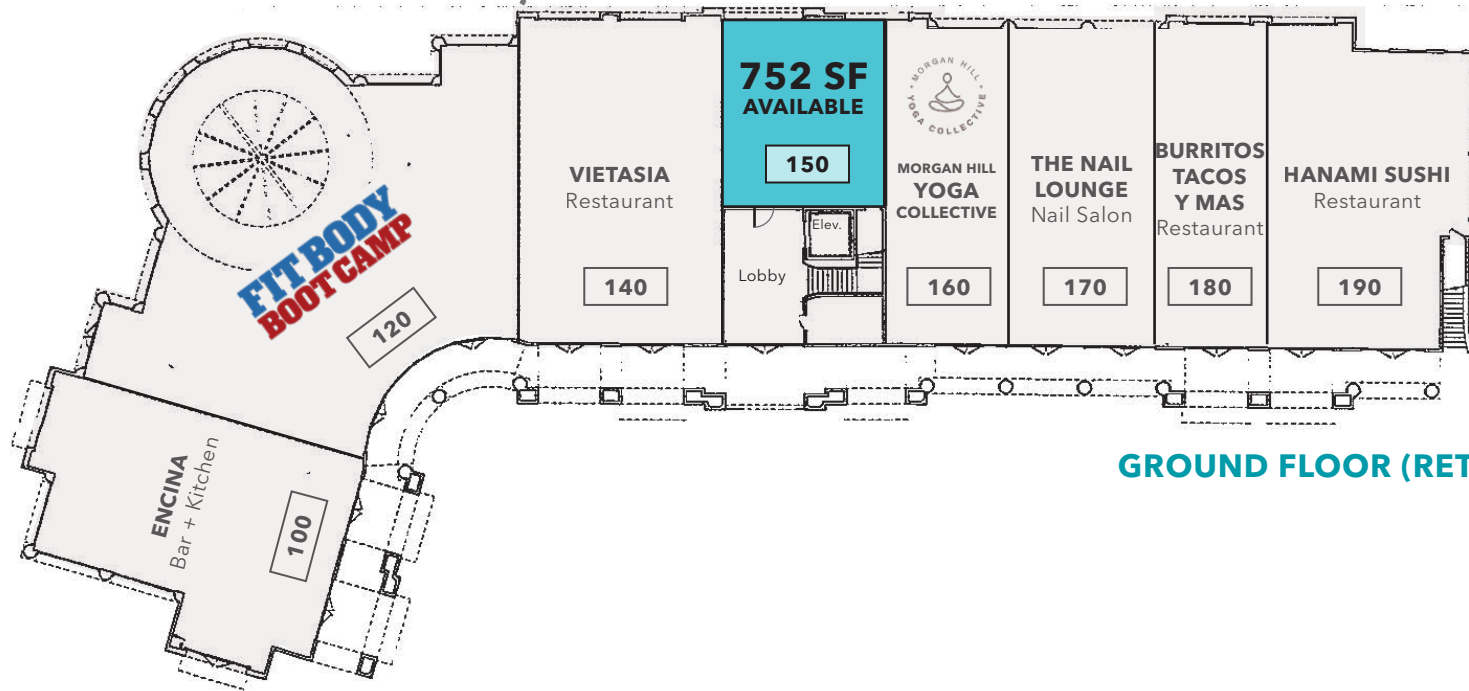 752 SF
AVAILABLE
150
MORGAN HILL
YOGA COLLECTIVE
VIETASIA
Restaurant
140
Elev.
Lobby
MORGAN HILL
YOGA
COLLECTIVE
160
THE NAIL
LOUNGE
Nail Salon
170
BURRITOS
TACOS
Y MAS
Restaurant
180
HANAMI SUSHI
Restaurant
190
FIT BODY
BOOT CAMP
120
ENCINA
Bar + Kitchen
100
GROUND FLOOR (RET